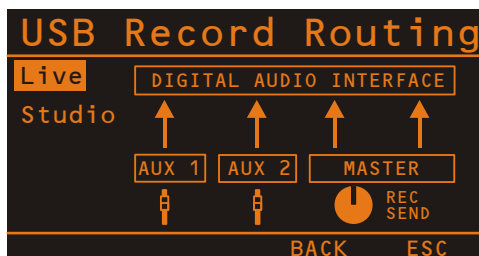 USB Record Routing
Live
DIGITAL AUDIO INTERFACE
Studio
AUX 1
AUX 2
MASTER
REC
SEND
BACK
ESC